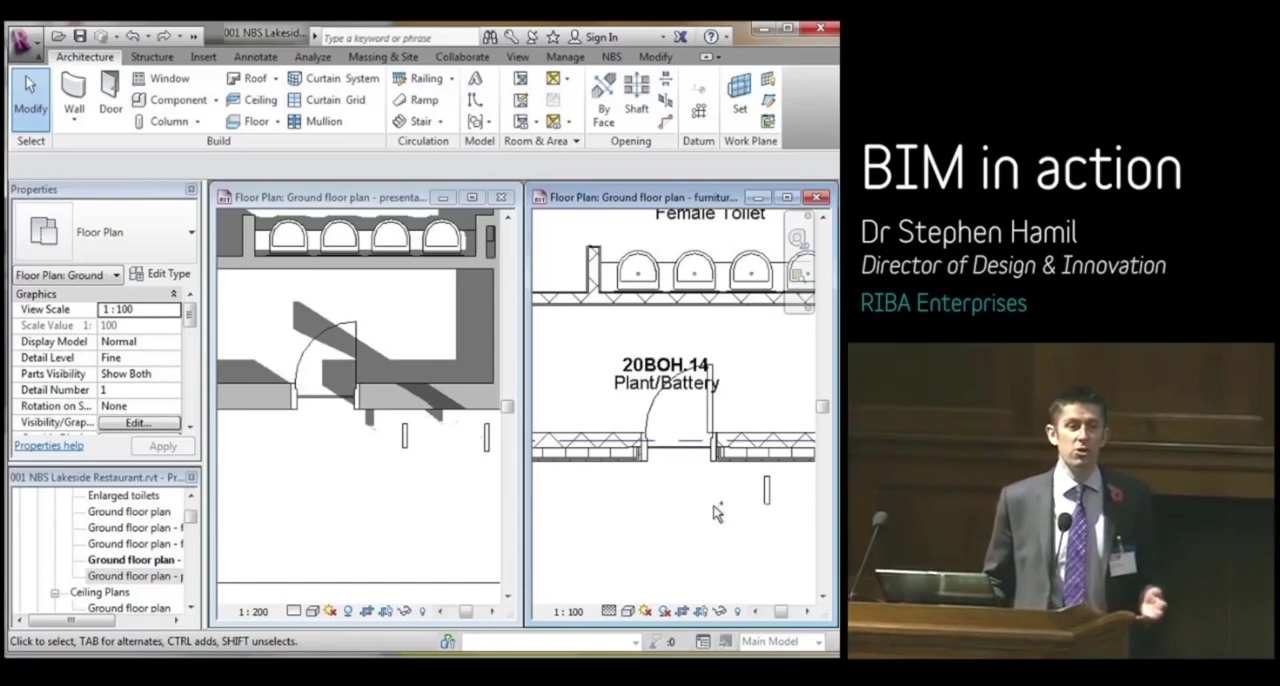 001 NBS Lakesid...
Type a keyword or phrase
Sign In
Architecture Structure Insert Annotate Analyze Massing & Site Collaborate View Manage NBS Modify
Modify Wall Door Window Roof Curtain System Railing By Face Shaft Set
Component Ceiling Curtain Grid Ramp
Column Floor Mullion Stair
Select Build Circulation Model Room & Area Opening Datum Work Plane
Properties
Floor Plan
Floor Plan: Ground Edit Type
Graphics
View Scale 1 : 100
Scale Value 1: 100
Display Model Normal
Detail Level Fine
Parts Visibility Show Both
Detail Number 1
Rotation on S... None
Visibility/Grap... Edit...
Properties help Apply
001 NBS Lakeside Restaurant.rvt - Pr...
Enlarged toilets
Ground floor plan
Ground floor plan - f
Ground floor plan - f
Ground floor plan -
Ground floor plan - p
Ceiling Plans
Ground floor plan
Floor Plan: Ground floor plan - presenta...
1 : 200
Floor Plan: Ground floor plan - furnitur...
Female Toilet
20BOH.14
Plant/Battery
1 : 100
Click to select, TAB for alternates, CTRL adds, SHIFT unselects.
:0
Main Model
BIM in action
Dr Stephen Hamil
Director of Design & Innovation
RIBA Enterprises